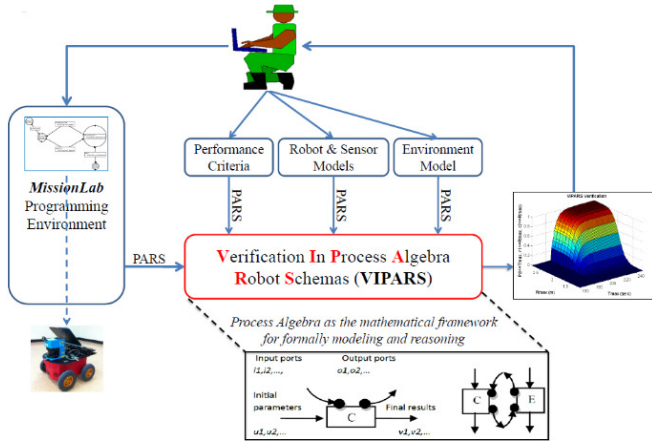 Performance
Criteria
Robot & Sensor
Models
Environment
Model
MissionLab
Programming
Environment
PARS
PARS
PARS
PARS
Verification In Process Algebra
Robot Schemas (VIPARS)
VIPARS Verification
Process Algebra as the mathematical framework
for formally modeling and reasoning
Input ports
i1,i2,...,
Output ports
o1,o2,...
Initial
parameters
u1,u2,...
C
Final results
v1,v2,...
C
E